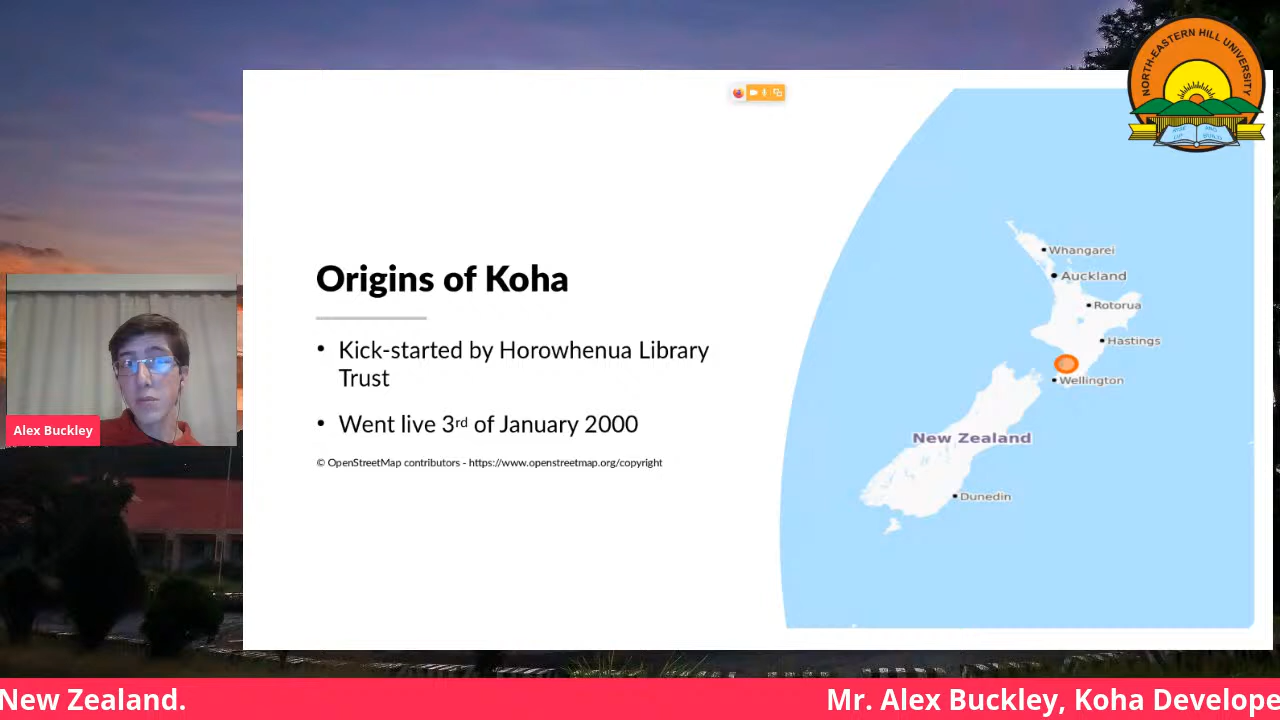 NORTH-EASTERN HILL UNIVERSITY
Origins of Koha
• Kick-started by Horowhenua Library
Trust
• Went live 3rd of January 2000
© OpenStreetMap contributors - https://www.openstreetmap.org/copyright
Whangarei
Auckland
Rotorua
Hastings
Wellington
New Zealand
Dunedin
Alex Buckley
New Zealand.
Mr. Alex Buckley, Koha Develope